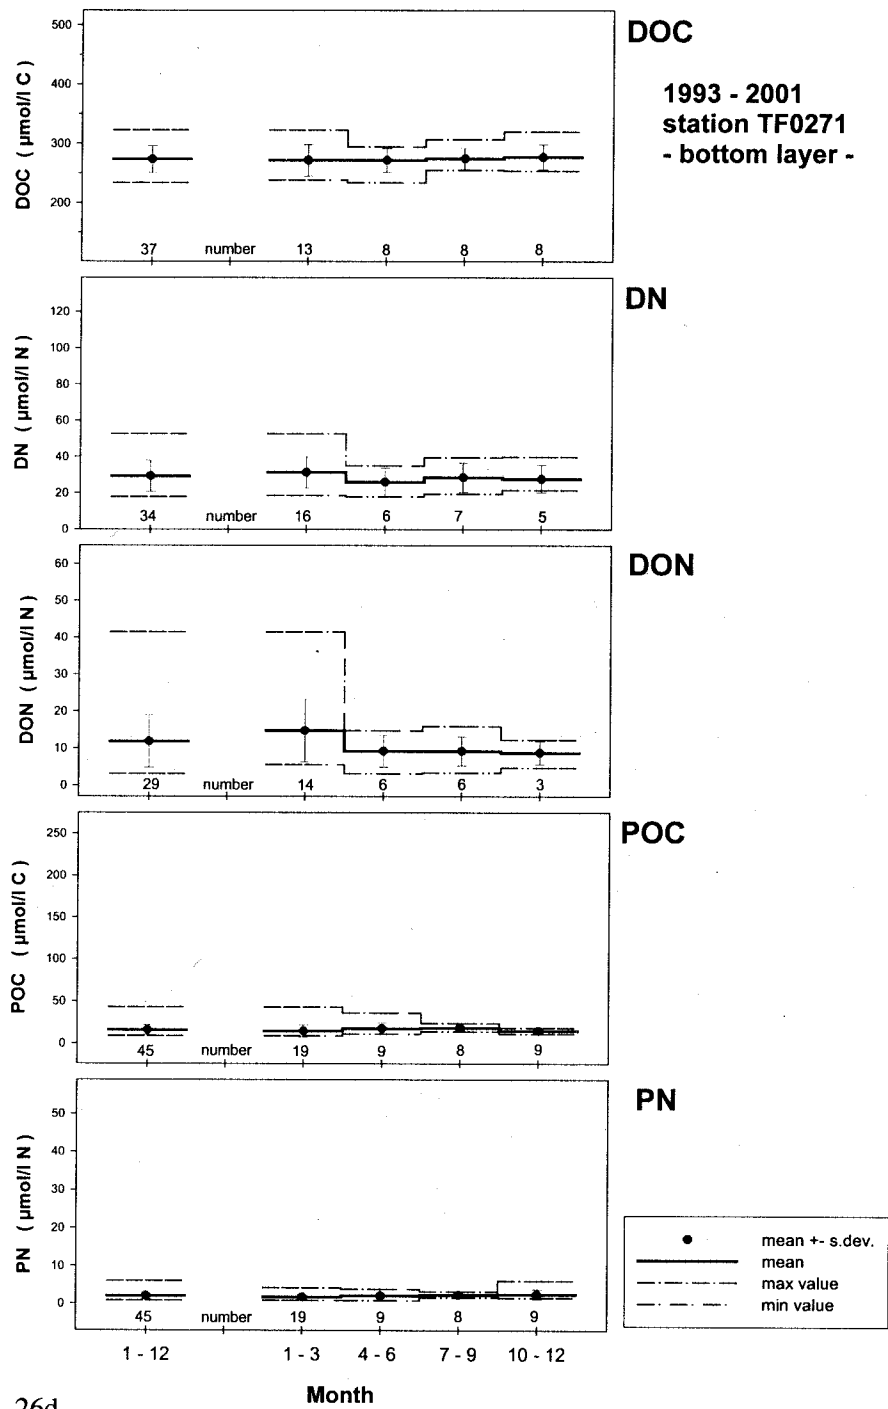 DOC
1993 - 2001
station TF0271
- bottom layer -
DOC ( µmol/l C )
500
400
300
200
37 number 13 8 8 8
DN
DN ( µmol/l N )
120
100
80
60
40
20
0
34 number 16 6 7 5
DON
DON ( µmol/l N )
60
50
40
30
20
10
0
29 number 14 6 6 3
POC
POC ( µmol/l C )
250
200
150
100
50
0
45 number 19 9 8 9
PN
PN ( µmol/l N )
50
40
30
20
10
0
45 number 19 9 8 9
mean +- s.dev.
mean
max value
min value
1 - 12 1 - 3 4 - 6 7 - 9 10 - 12
Month
26d